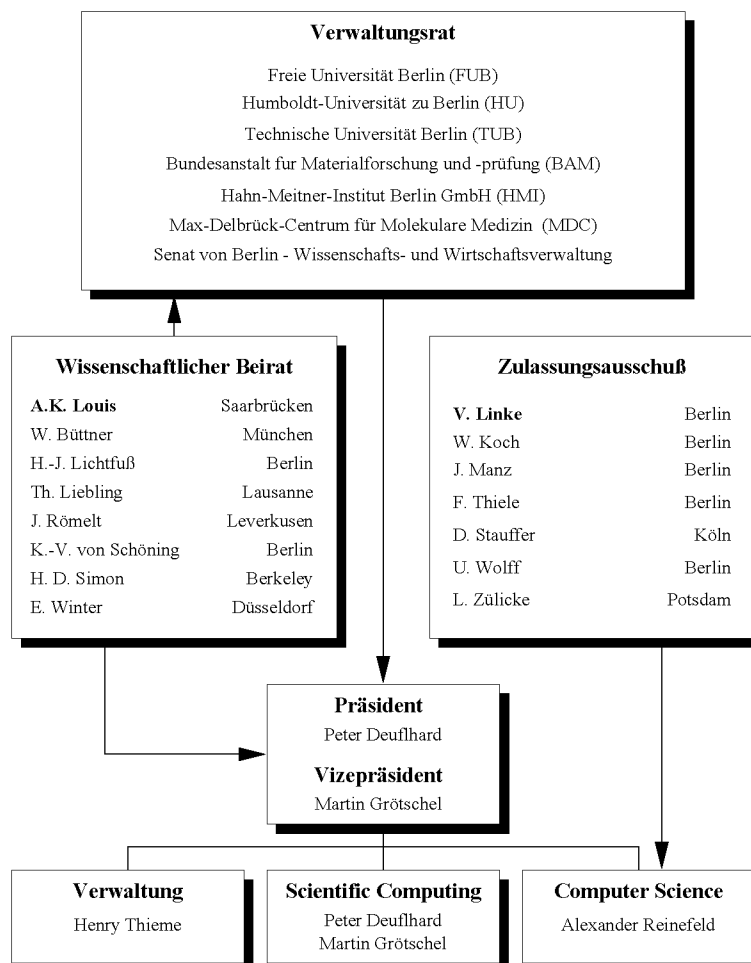 Verwaltungsrat
Freie Universität Berlin (FUB)
Humboldt-Universität zu Berlin (HU)
Technische Universität Berlin (TUB)
Bundesanstalt fur Materialforschung und -prüfung (BAM)
Hahn-Meitner-Institut Berlin GmbH (HMI)
Max-Delbrück-Centrum für Molekulare Medizin (MDC)
Senat von Berlin - Wissenschafts- und Wirtschaftsverwaltung
Wissenschaftlicher Beirat
A.K. Louis Saarbrücken
W. Büttner München
H.-J. Lichtfuß Berlin
Th. Liebling Lausanne
J. Römelt Leverkusen
K.-V. von Schöning Berlin
H. D. Simon Berkeley
E. Winter Düsseldorf
Zulassungsausschuß
V. Linke Berlin
W. Koch Berlin
J. Manz Berlin
F. Thiele Berlin
D. Stauffer Köln
U. Wolff Berlin
L. Zülicke Potsdam
Präsident
Peter Deuflhard
Vizepräsident
Martin Grötschel
Verwaltung
Henry Thieme
Scientific Computing
Peter Deuflhard
Martin Grötschel
Computer Science
Alexander Reinefeld